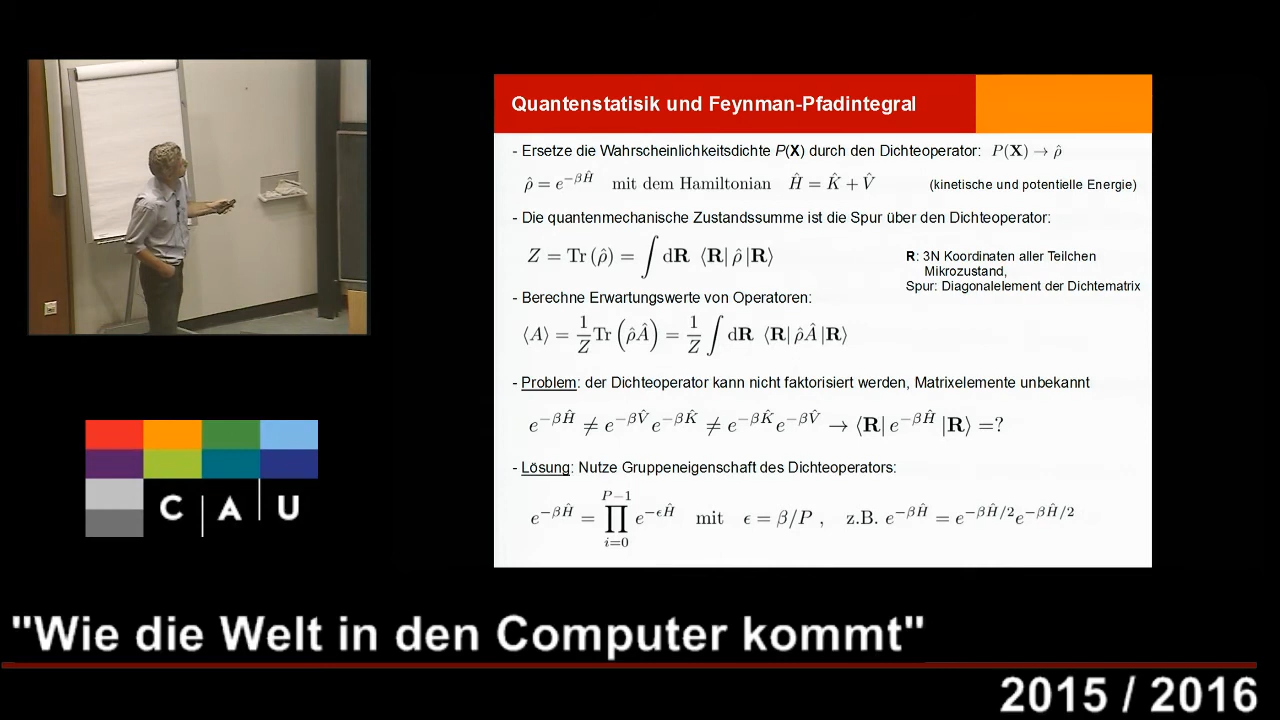 Quantenstatisik und Feynman-Pfadintegral
- Ersetze die Wahrscheinlichkeitsdichte P(X) durch den Dichteoperator: P(X) → ρ̂
ρ̂ = e^{-βĤ} mit dem Hamiltonian Ĥ = K̂ + V̂ (kinetische und potentielle Energie)
- Die quantenmechanische Zustandssumme ist die Spur über den Dichteoperator:
Z = Tr (ρ̂) = ∫ dR ⟨R| ρ̂ |R⟩
R: 3N Koordinaten aller Teilchen
Mikrozustand,
Spur: Diagonalelement der Dichtematrix
- Berechne Erwartungswerte von Operatoren:
⟨A⟩ = 1/Z Tr (ρ̂Â) = 1/Z ∫ dR ⟨R| ρ̂Â |R⟩
- Problem: der Dichteoperator kann nicht faktorisiert werden, Matrixelemente unbekannt
e^{-βĤ} ≠ e^{-βV̂} e^{-βK̂} ≠ e^{-βK̂} e^{-βV̂} → ⟨R| e^{-βĤ} |R⟩ =?
- Lösung: Nutze Gruppeneigenschaft des Dichteoperators:
e^{-βĤ} = ∏_{i=0}^{P-1} e^{-ϵĤ} mit ϵ = β/P , z.B. e^{-βĤ} = e^{-βĤ/2} e^{-βĤ/2}
C A U
"Wie die Welt in den Computer kommt"
2015 / 2016